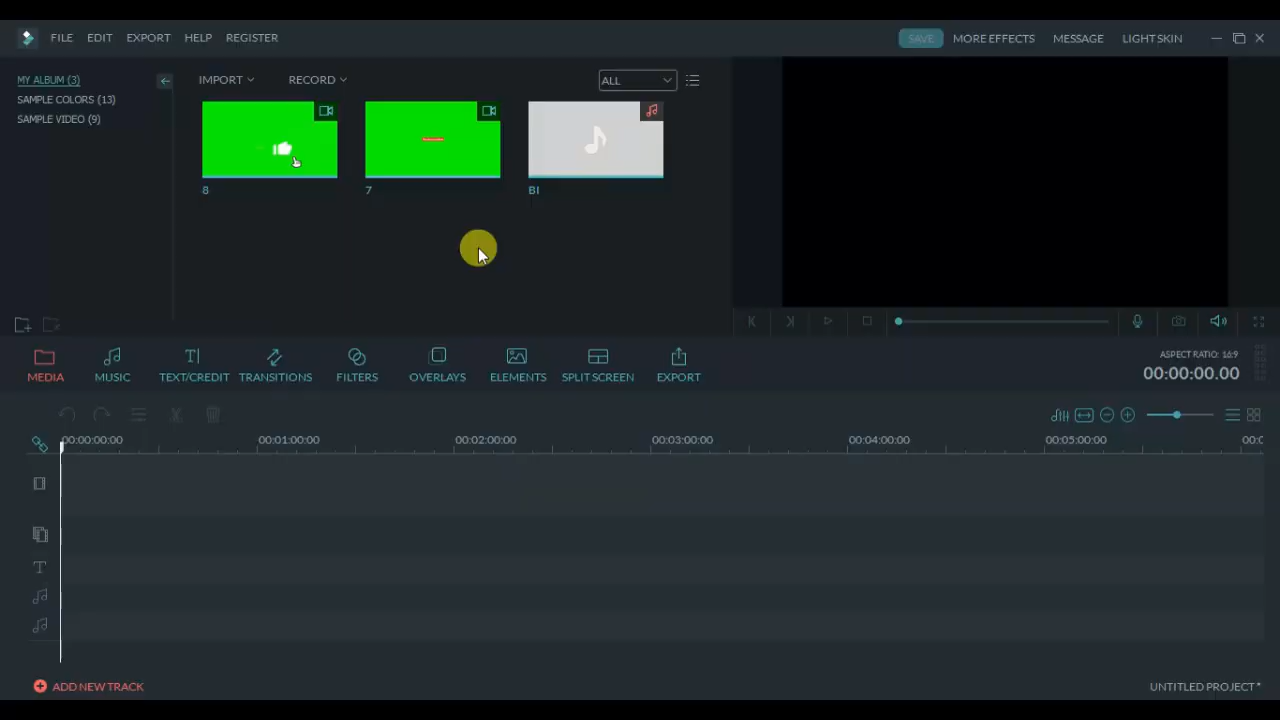 FILE EDIT EXPORT HELP REGISTER SAVE MORE EFFECTS MESSAGE LIGHT SKIN
MY ALBUM (3) IMPORT RECORD ALL
SAMPLE COLORS (13)
SAMPLE VIDEO (9)
8 7 BI
MEDIA MUSIC TEXT/CREDIT TRANSITIONS FILTERS OVERLAYS ELEMENTS SPLIT SCREEN EXPORT
ASPECT RATIO: 16:9
00:00:00.00
00:00:00:00 00:01:00:00 00:02:00:00 00:03:00:00 00:04:00:00 00:05:00:00 00:0
ADD NEW TRACK UNTITLED PROJECT *